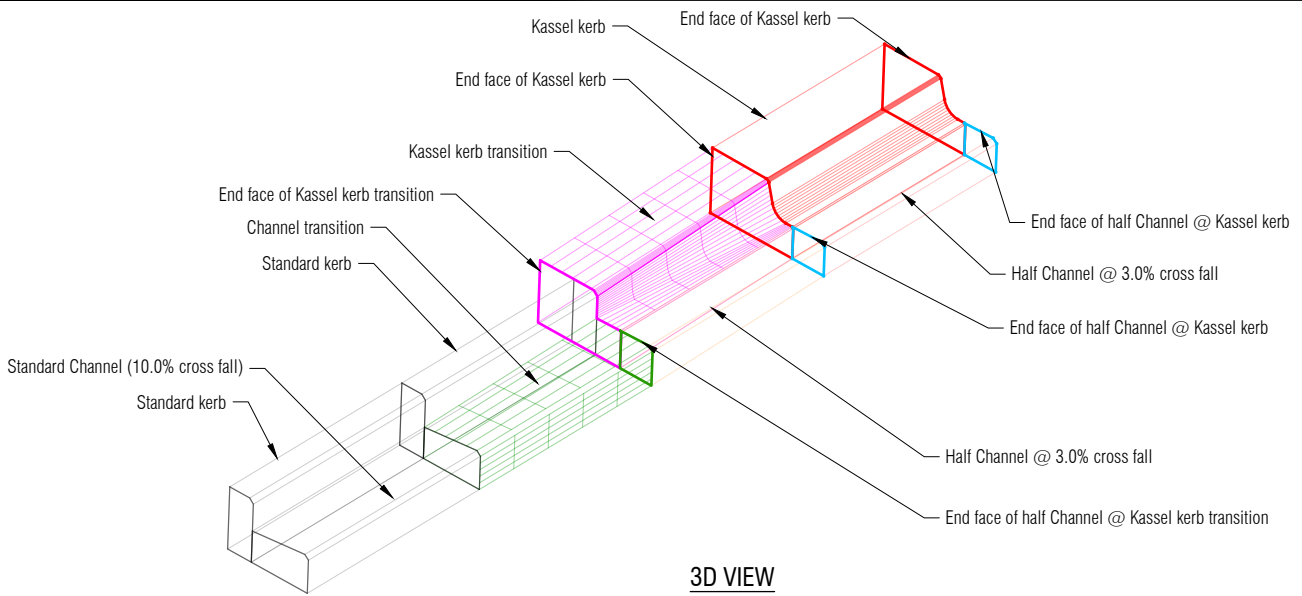 End face of Kassel kerb
Kassel kerb
End face of Kassel kerb
Kassel kerb transition
End face of Kassel kerb transition
Channel transition
Standard kerb
Standard Channel (10.0% cross fall)
Standard kerb
End face of half Channel @ Kassel kerb
Half Channel @ 3.0% cross fall
End face of half Channel @ Kassel kerb
Half Channel @ 3.0% cross fall
End face of half Channel @ Kassel kerb transition
3D VIEW